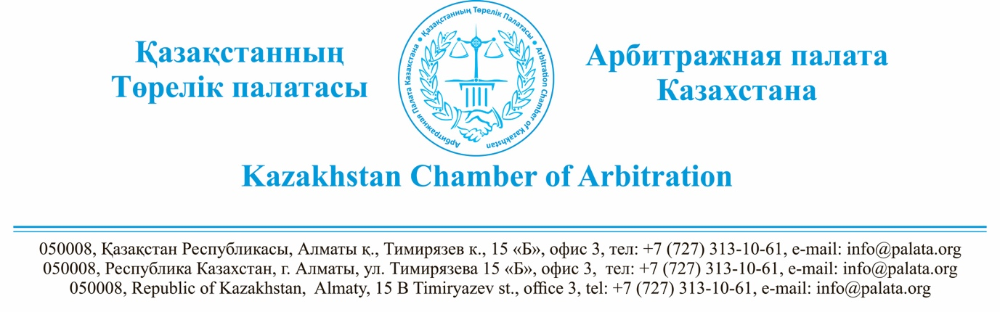 Қазақстанның
Төрелік палатасы
Қазақстанның Төрелік Палатасы • Arbitration Chamber of Kazakhstan
Арбитражная Палата Казахстана •
Арбитражная палата
Казахстана
Kazakhstan Chamber of Arbitration
050008, Қазақстан Республикасы, Алматы қ., Тимирязев к., 15 «Б», офис 3, тел: +7 (727) 313-10-61, e-mail: info@palata.org
050008, Республика Казахстан, г. Алматы, ул. Тимирязева 15 «Б», офис 3, тел: +7 (727) 313-10-61, e-mail: info@palata.org
050008, Republic of Kazakhstan, Almaty, 15 B Timiryazev st., office 3, tel: +7 (727) 313-10-61, e-mail: info@palata.org